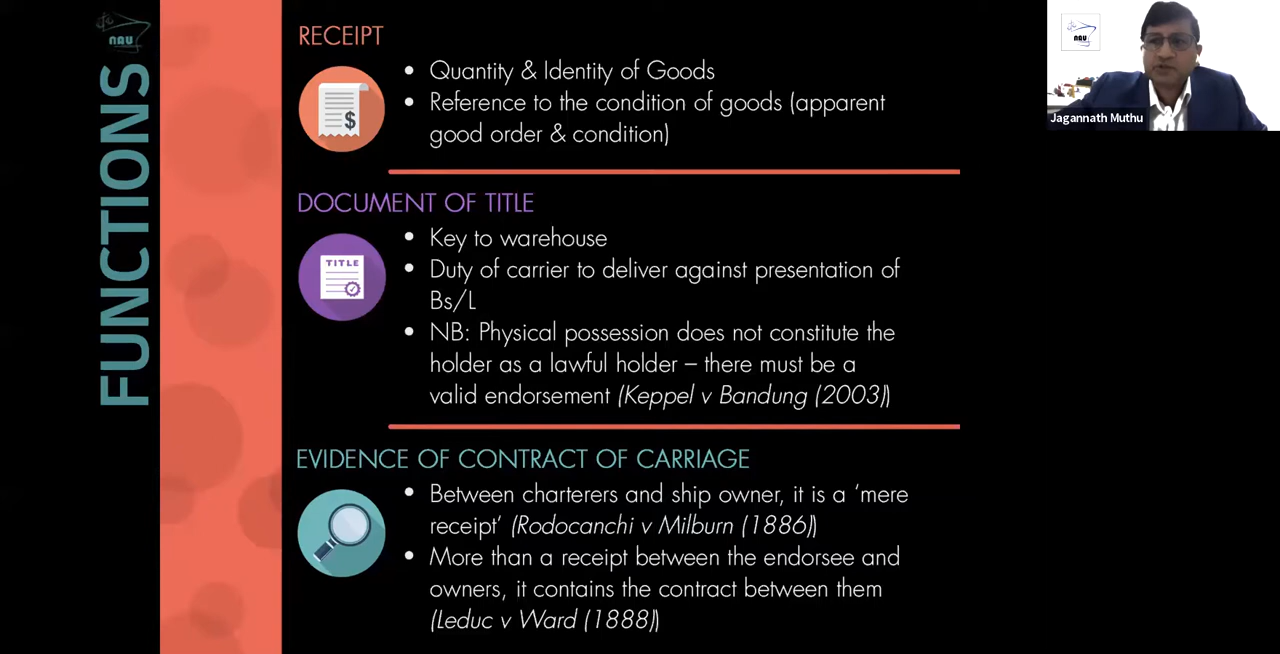 FUNCTIONS
nau
RECEIPT
$
• Quantity & Identity of Goods
• Reference to the condition of goods (apparent
good order & condition)
DOCUMENT OF TITLE
TITLE
• Key to warehouse
• Duty of carrier to deliver against presentation of
Bs/L
• NB: Physical possession does not constitute the
holder as a lawful holder – there must be a
valid endorsement (Keppel v Bandung (2003))
EVIDENCE OF CONTRACT OF CARRIAGE
• Between charterers and ship owner, it is a ‘mere
receipt’ (Rodocanchi v Milburn (1886))
• More than a receipt between the endorsee and
owners, it contains the contract between them
(Leduc v Ward (1888))
nau
Jagannath Muthu